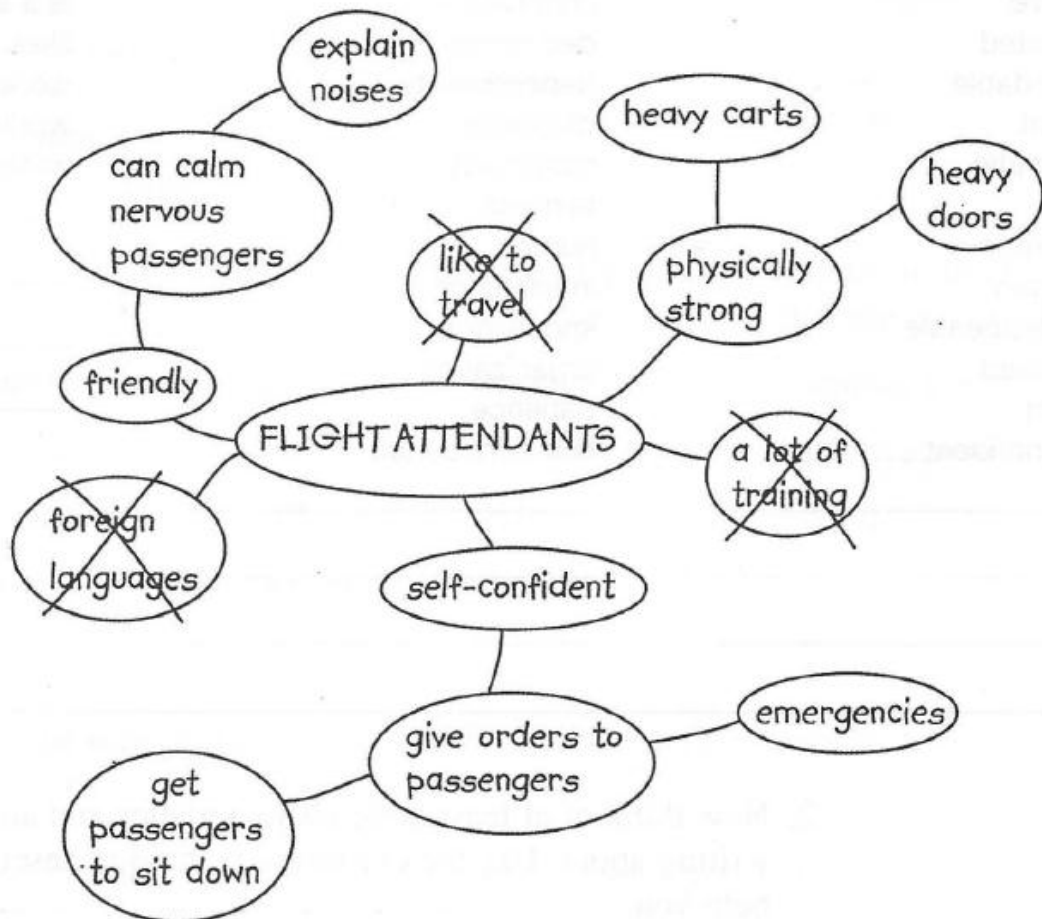 explain
noises
heavy carts
can calm
nervous
passengers
heavy
doors
like to
travel
physically
strong
friendly
FLIGHT ATTENDANTS
a lot of
training
foreign
languages
self-confident
give orders to
passengers
emergencies
get
passengers
to sit down